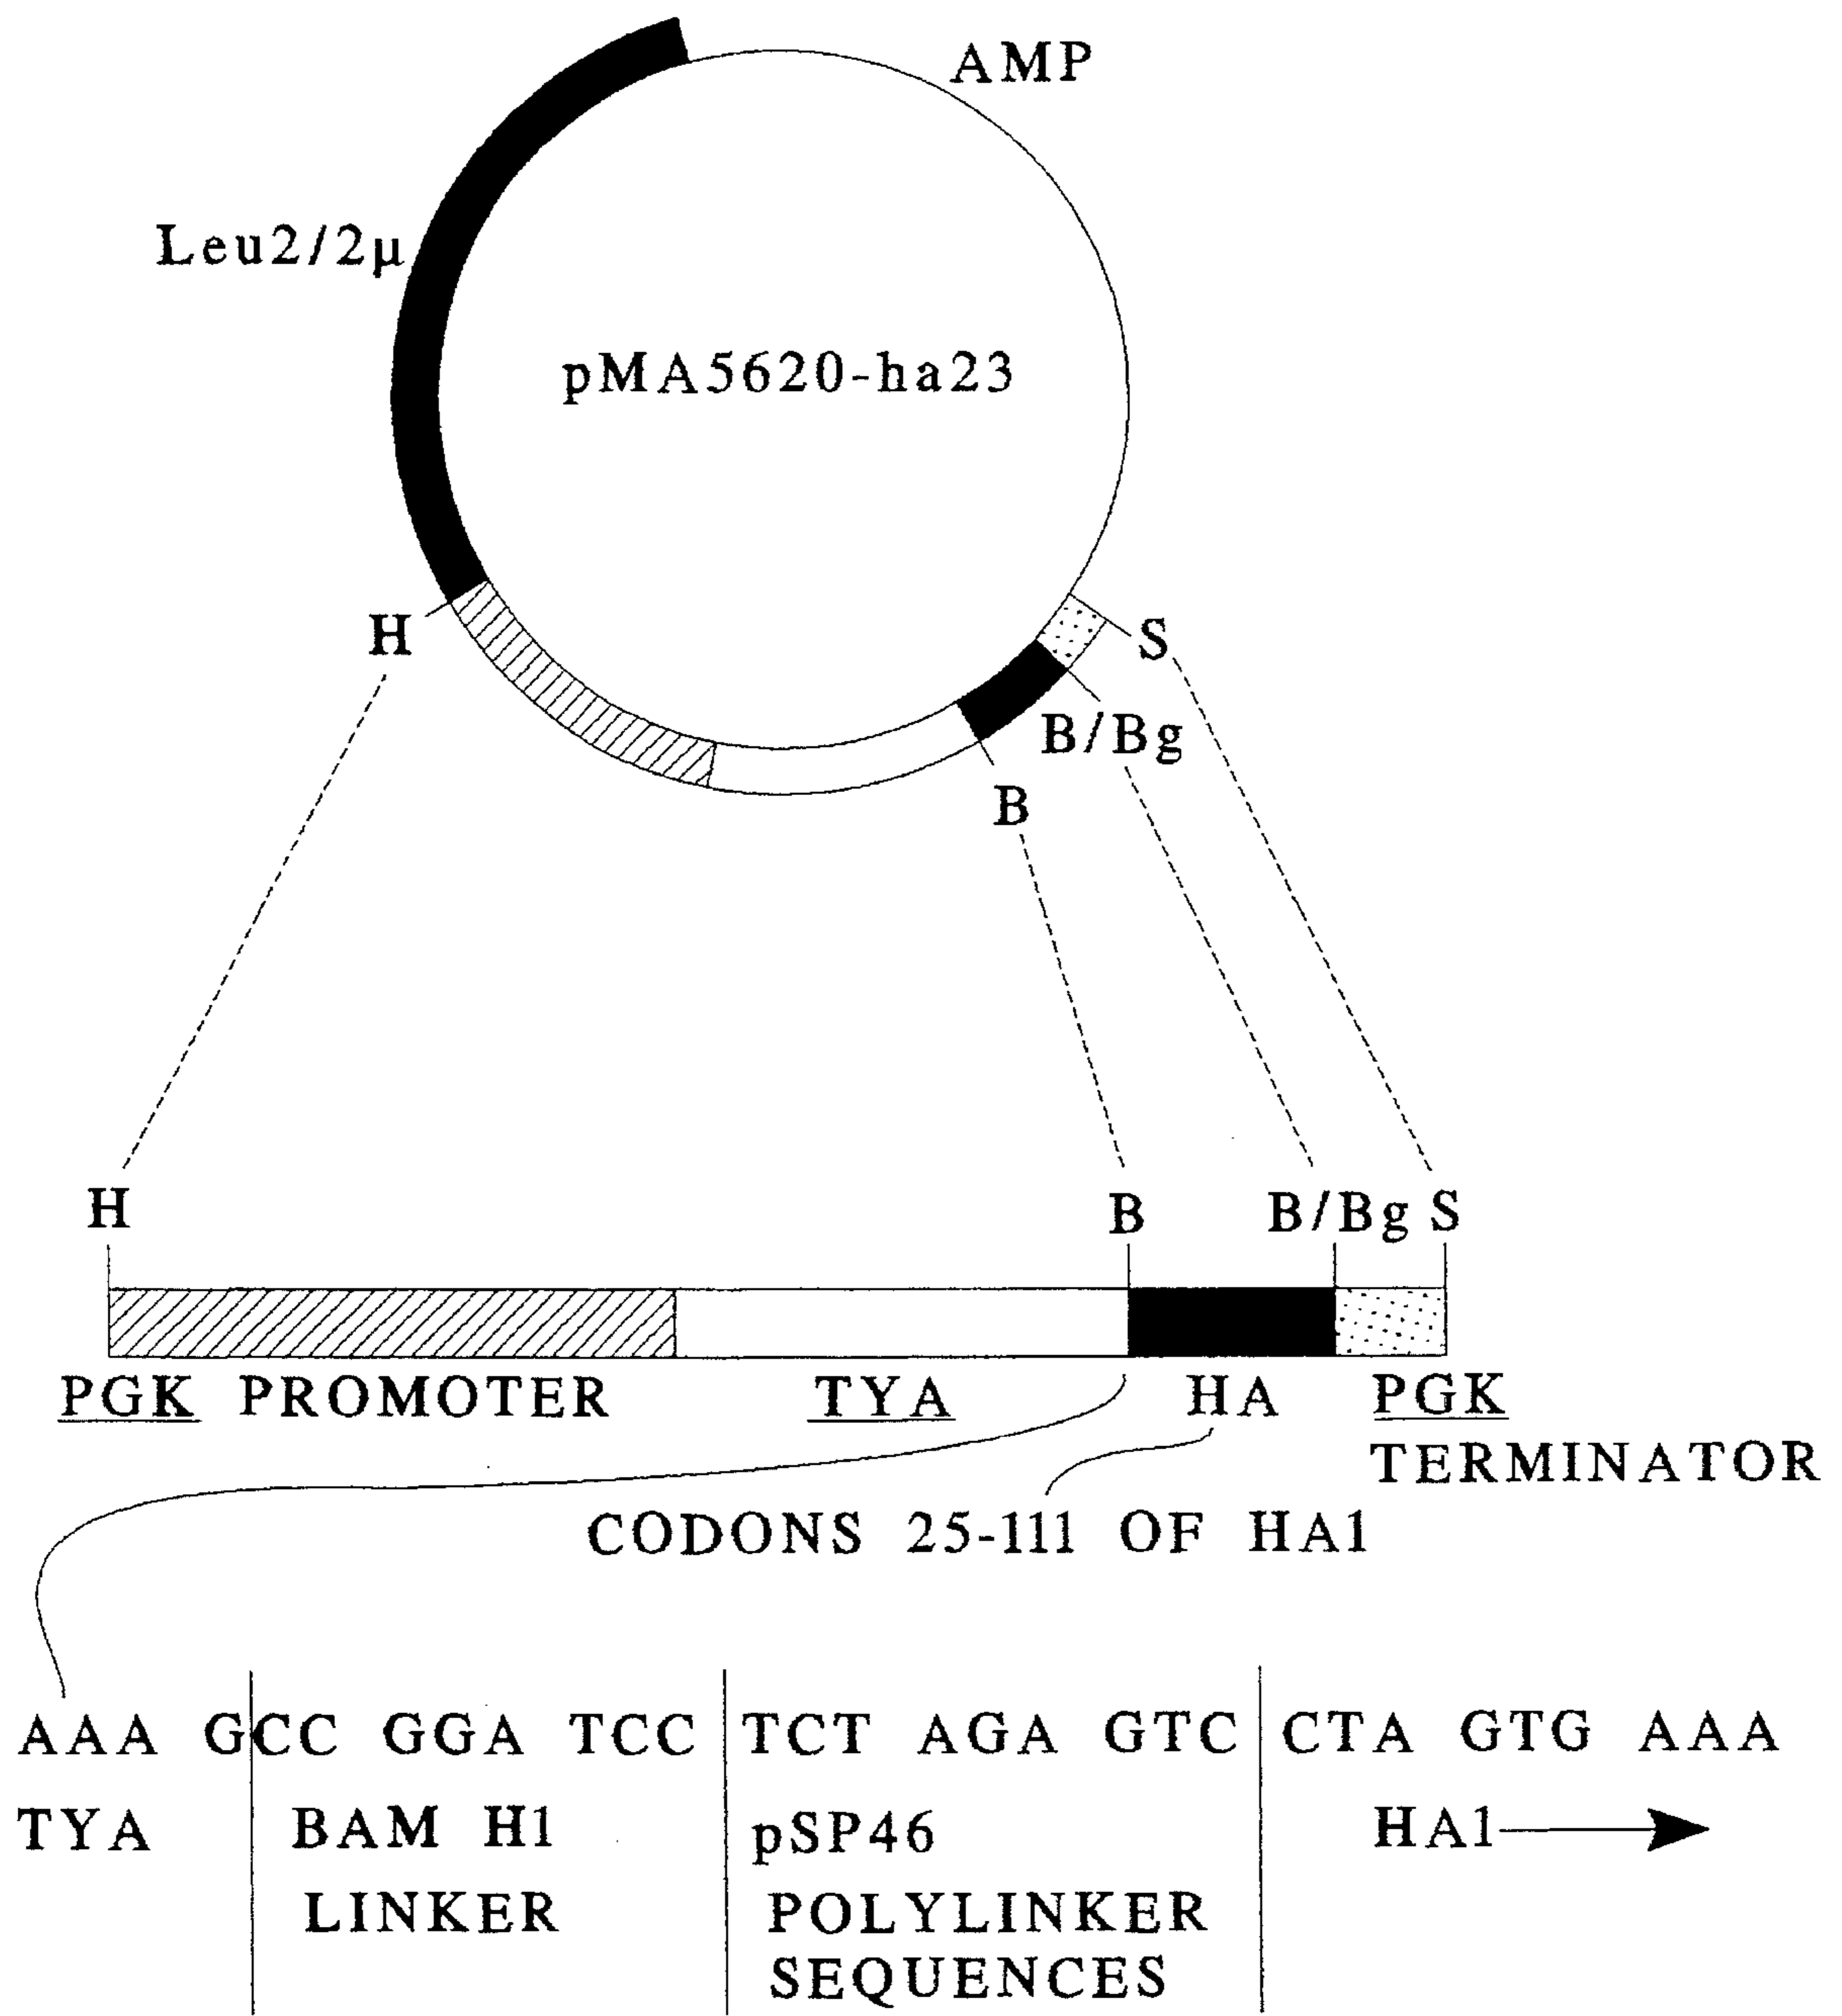 AMP
Leu2/2μ
pMA5620-ha23
H
S
B/Bg
B
H
B
B/Bg S
PGK PROMOTER
TYA
HA
PGK
TERMINATOR
CODONS 25-111 OF HA1
AAA GCC GGA TCC TCT AGA GTC CTA GTG AAA
TYA
BAM H1
LINKER
pSP46
POLYLINKER
SEQUENCES
HA1